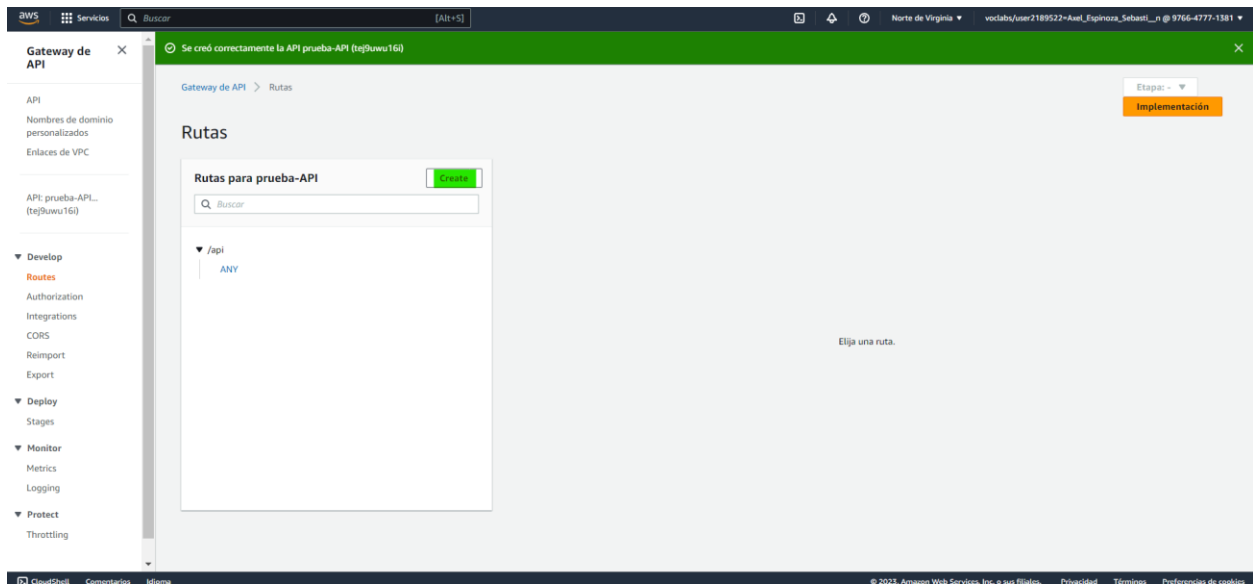 aws
Servicios
Buscar
[Alt+S]
Norte de Virginia
voclabs/user2189522=Axel_Espinoza_Sebasti__n @ 9766-4777-1381
Gateway de
API
Se creó correctamente la API prueba-API (tej9uwu16i)
API
Nombres de dominio
personalizados
Enlaces de VPC
API: prueba-API...
(tej9uwu16i)
Develop
Routes
Authorization
Integrations
CORS
Reimport
Export
Deploy
Stages
Monitor
Metrics
Logging
Protect
Throttling
Gateway de API > Rutas
Etapa: -
Implementación
Rutas
Rutas para prueba-API
Create
Buscar
/api
ANY
Elija una ruta.
CloudShell Comentarios Idioma
© 2023, Amazon Web Services, Inc. o sus filiales. Privacidad Términos Preferencias de cookies